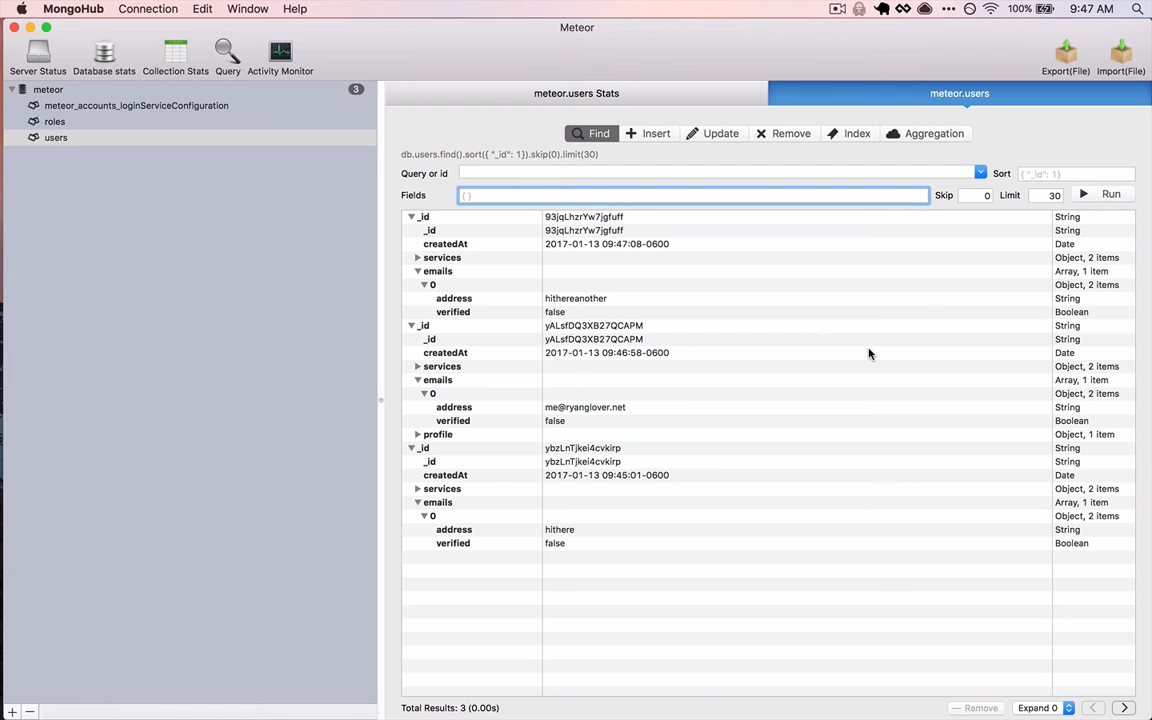 MongoHub Connection Edit Window Help 100% 9:47 AM
Meteor
Server Status Database stats Collection Stats Query Activity Monitor Export(File) Import(File)
meteor 3
meteor_accounts_loginServiceConfiguration
roles
users
meteor.users Stats meteor.users
Find Insert Update Remove Index Aggregation
db.users.find().sort({ "_id": 1}).skip(0).limit(30)
Query or id Sort { "_id": 1}
Fields { } Skip 0 Limit 30 Run
_id 93jqLhzrYw7jgfuff String
_id 93jqLhzrYw7jgfuff String
createdAt 2017-01-13 09:47:08-0600 Date
services Object, 2 items
emails Array, 1 item
0 Object, 2 items
address hithereanother String
verified false Boolean
_id yALsfDQ3XB27QCAPM String
_id yALsfDQ3XB27QCAPM String
createdAt 2017-01-13 09:46:58-0600 Date
services Object, 2 items
emails Array, 1 item
0 Object, 2 items
address me@ryanglover.net String
verified false Boolean
profile Object, 1 item
_id ybzLnTjkei4cvkirp String
_id ybzLnTjkei4cvkirp String
createdAt 2017-01-13 09:45:01-0600 Date
services Object, 2 items
emails Array, 1 item
0 Object, 2 items
address hithere String
verified false Boolean
Total Results: 3 (0.00s) Remove Expand 0